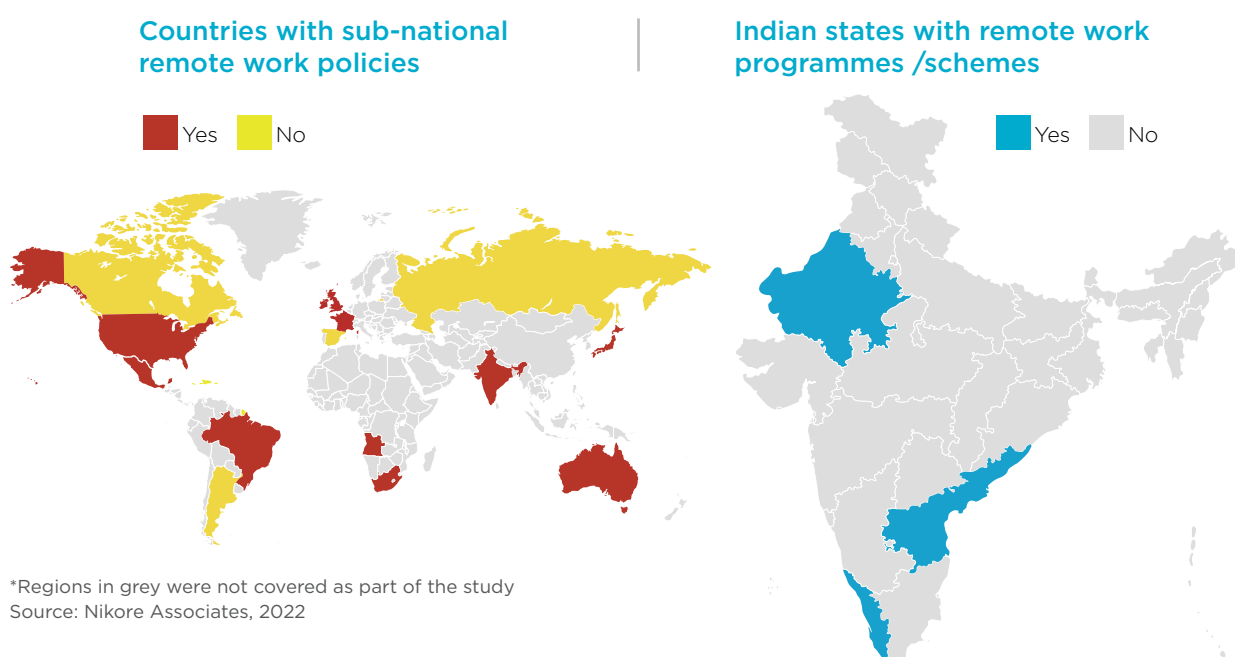 Countries with sub-national
remote work policies
Yes
No
Indian states with remote work
programmes /schemes
Yes
No
*Regions in grey were not covered as part of the study
Source: Nikore Associates, 2022